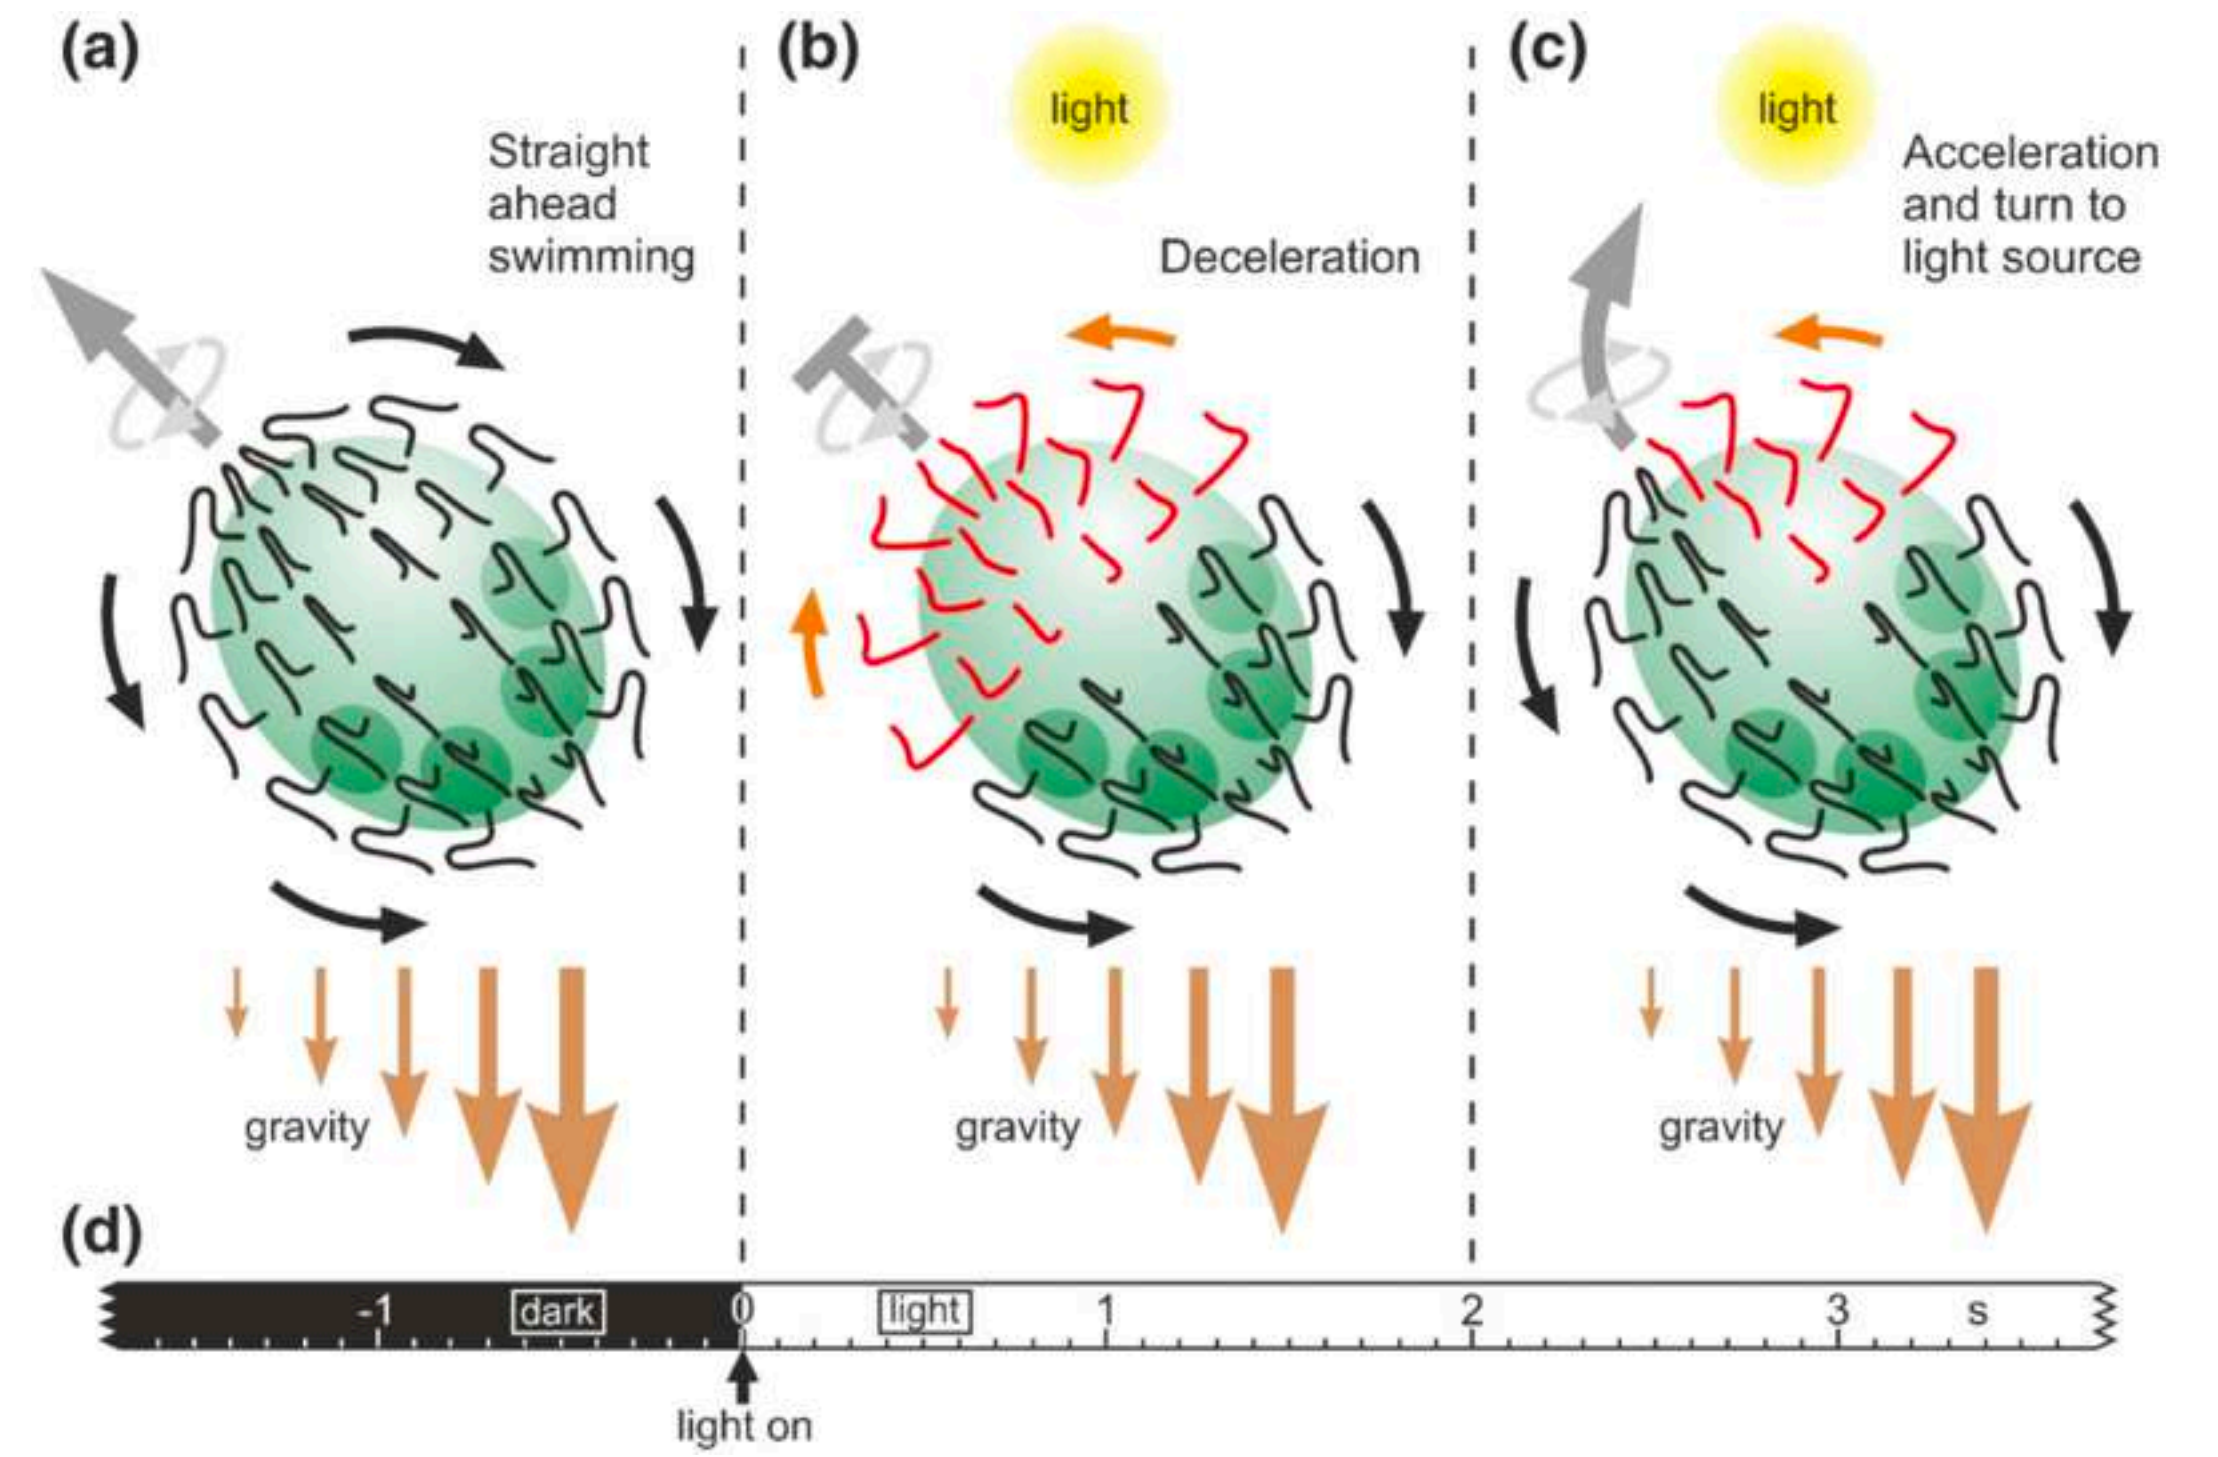 (a)
Straight
ahead
swimming
gravity
(b)
light
Deceleration
gravity
(c)
light
Acceleration
and turn to
light source
gravity
(d)
-1 dark 0 light 1 2 3 s
light on